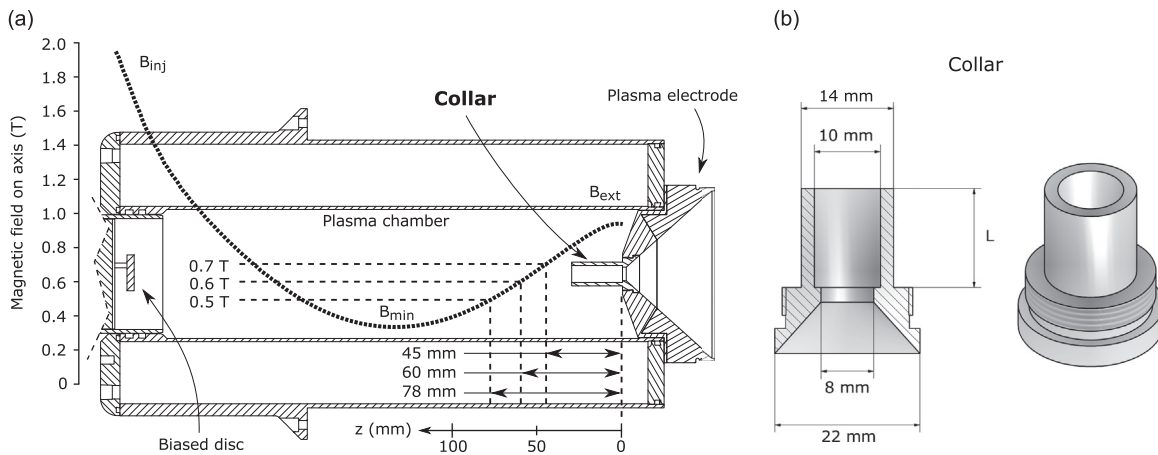 (a)
Magnetic field on axis (T)
2.0
1.8
1.6
1.4
1.2
1.0
0.8
0.6
0.4
0.2
0
Binj
Collar
Plasma electrode
Bext
Plasma chamber
0.7 T
0.6 T
0.5 T
Bmin
45 mm
60 mm
78 mm
Biased disc
z (mm)
100
50
0
(b)
Collar
14 mm
10 mm
L
8 mm
22 mm